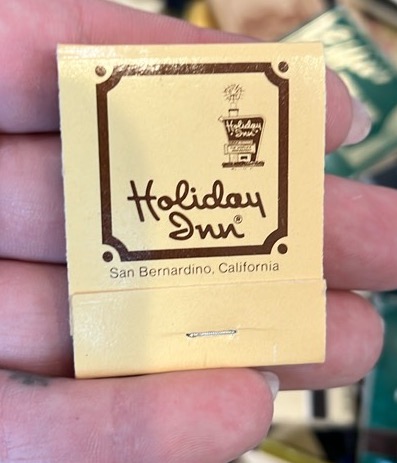 Holiday
Inn
Holiday
Inn®
San Bernardino, California